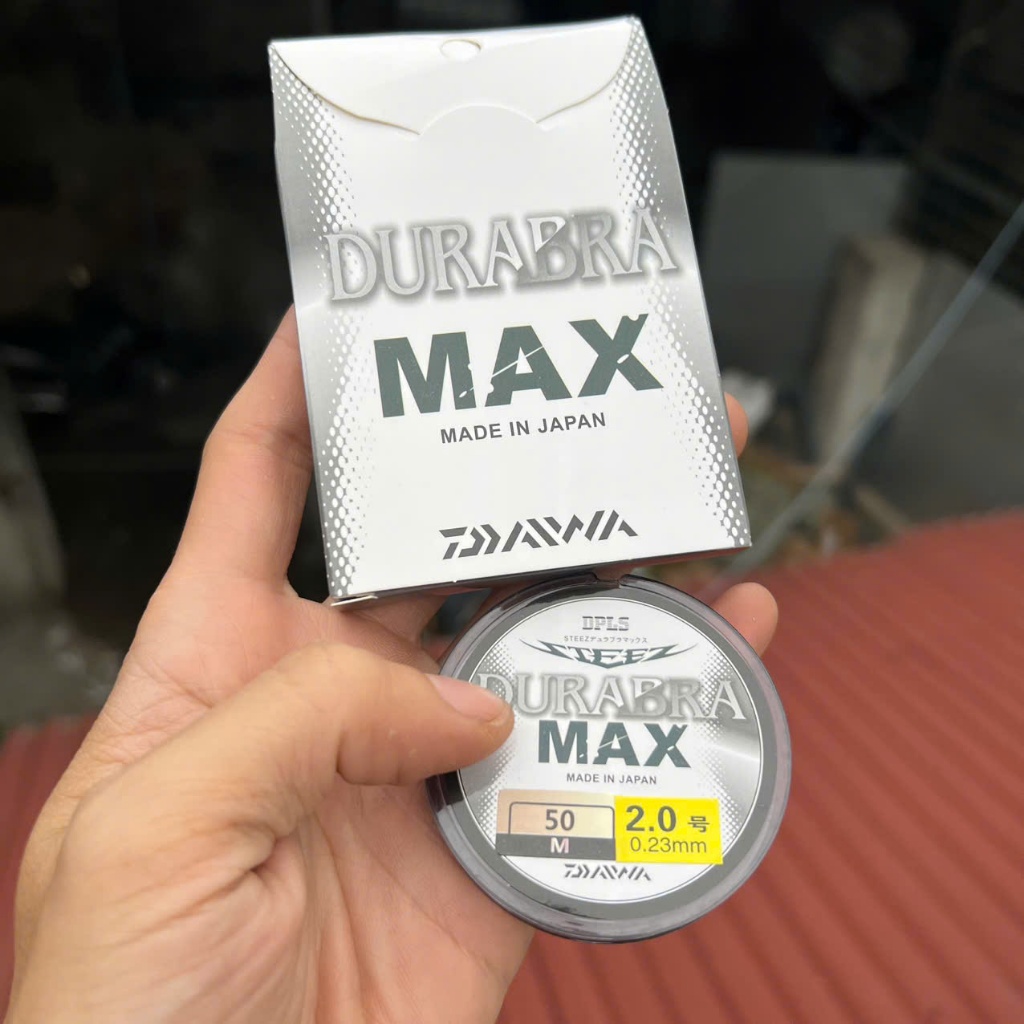 DURABRA
MAX
MADE IN JAPAN
DAIWA
DPLS
STEEZデュラブラマックス
STEEZ
DURABRA
MAX
MADE IN JAPAN
50
M
2.0 号
0.23mm
DAIWA